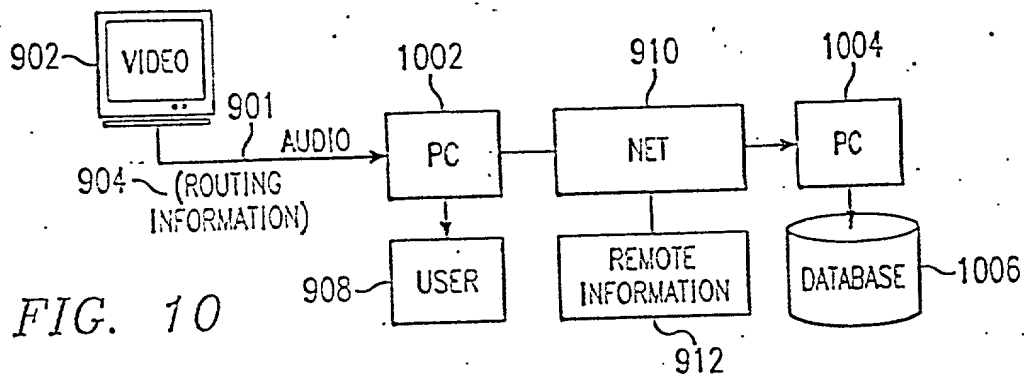 902
VIDEO
901
AUDIO
904
(ROUTING
INFORMATION)
1002
PC
908
USER
910
NET
REMOTE
INFORMATION
912
1004
PC
DATABASE
1006
FIG. 10